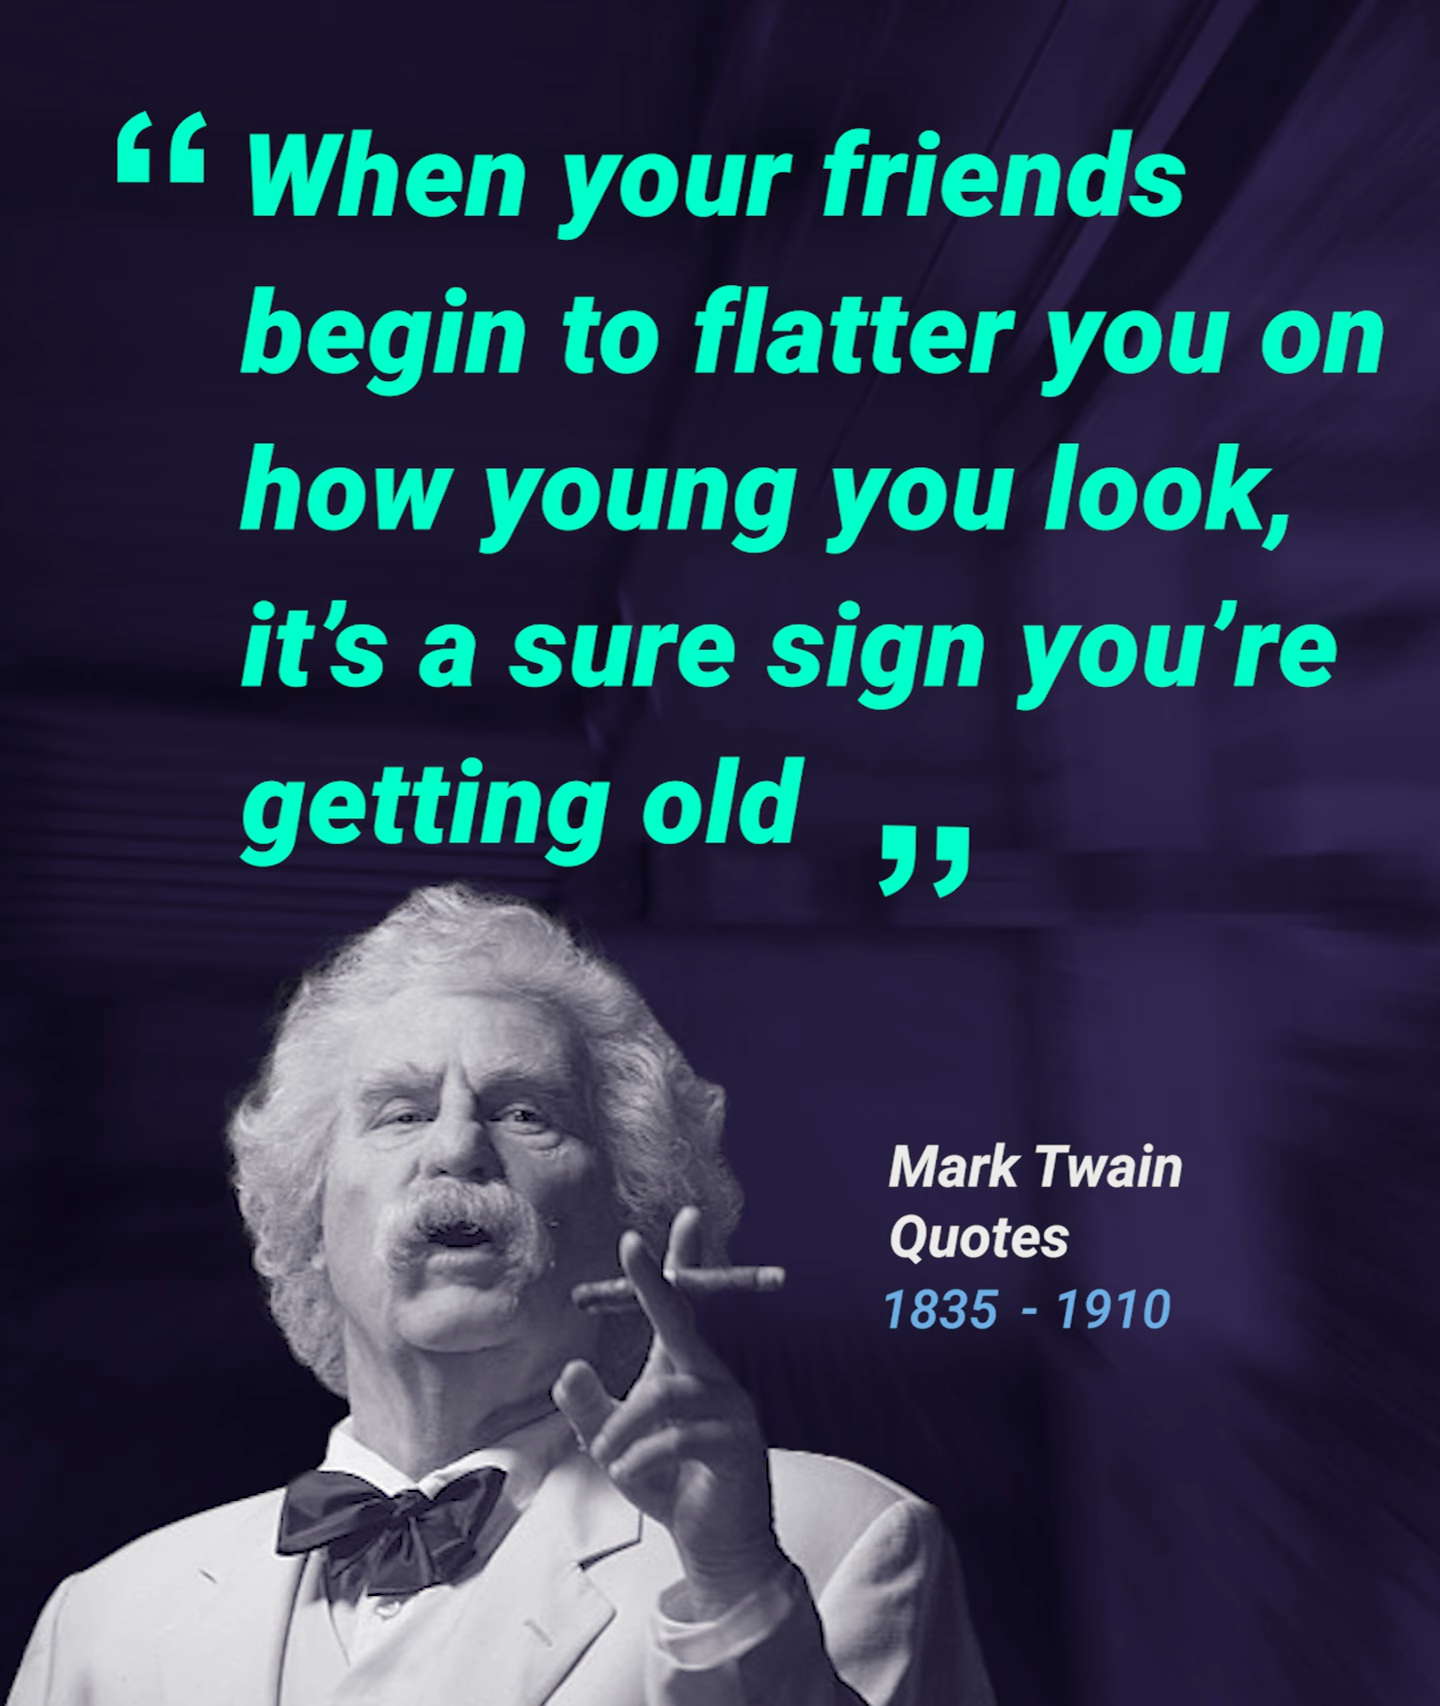 “ When your friends
begin to flatter you on
how young you look,
it’s a sure sign you’re
getting old ”
Mark Twain
Quotes
1835 - 1910